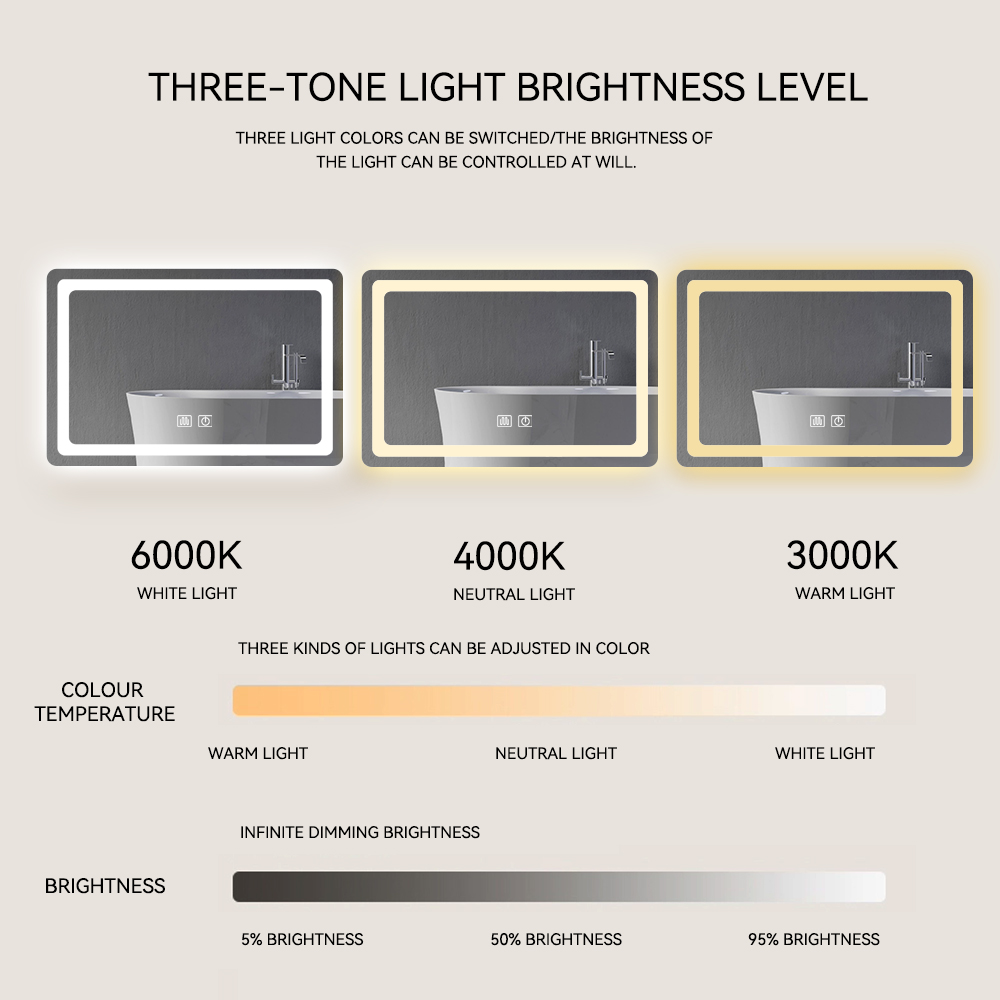 THREE-TONE LIGHT BRIGHTNESS LEVEL
THREE LIGHT COLORS CAN BE SWITCHED/THE BRIGHTNESS OF
THE LIGHT CAN BE CONTROLLED AT WILL.
6000K
WHITE LIGHT
4000K
NEUTRAL LIGHT
3000K
WARM LIGHT
THREE KINDS OF LIGHTS CAN BE ADJUSTED IN COLOR
COLOUR
TEMPERATURE
WARM LIGHT
NEUTRAL LIGHT
WHITE LIGHT
INFINITE DIMMING BRIGHTNESS
BRIGHTNESS
5% BRIGHTNESS
50% BRIGHTNESS
95% BRIGHTNESS